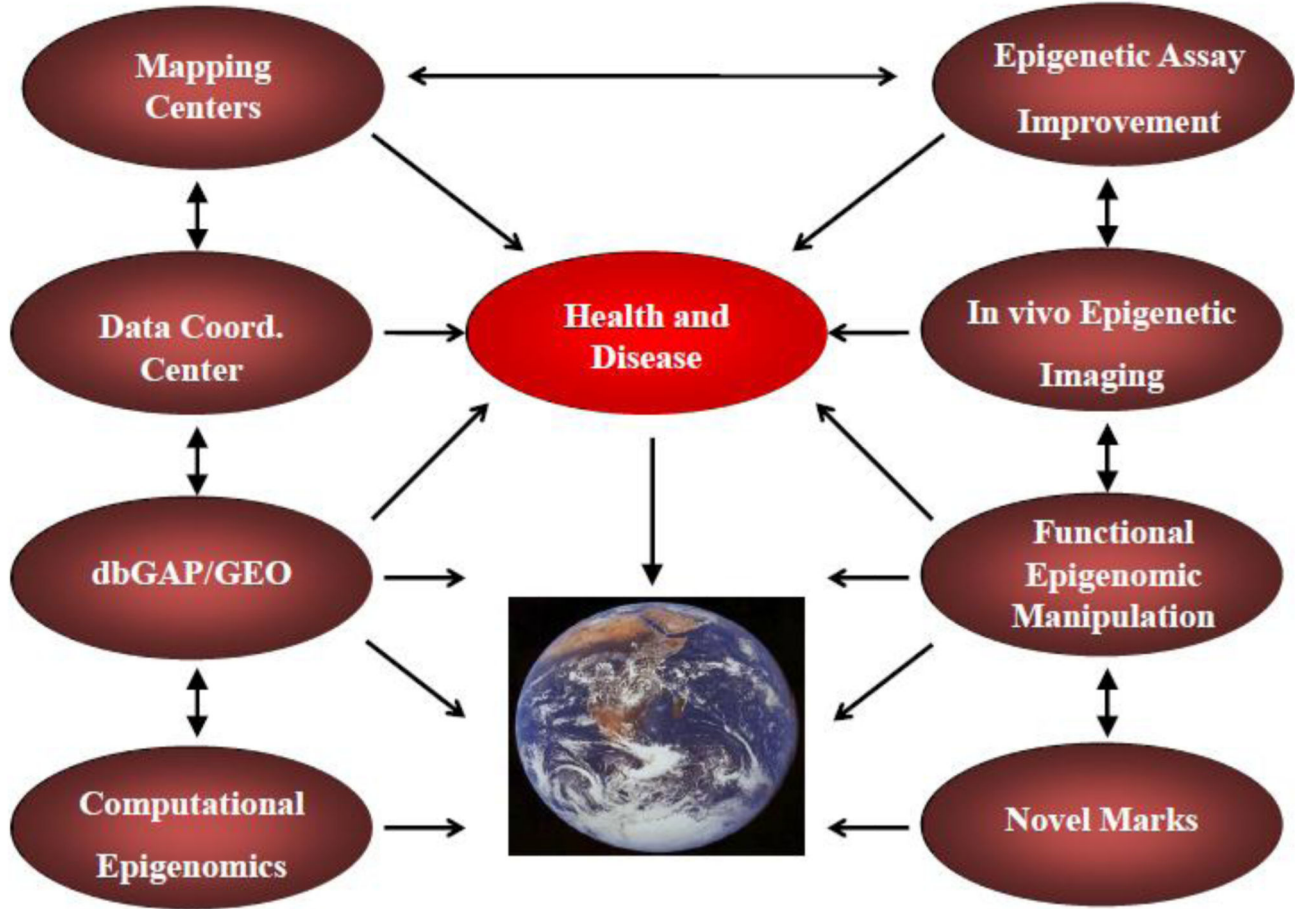 Mapping
Centers
Epigenetic Assay
Improvement
Data Coord.
Center
Health and
Disease
In vivo Epigenetic
Imaging
dbGAP/GEO
Functional
Epigenomic
Manipulation
Computational
Epigenomics
Novel Marks